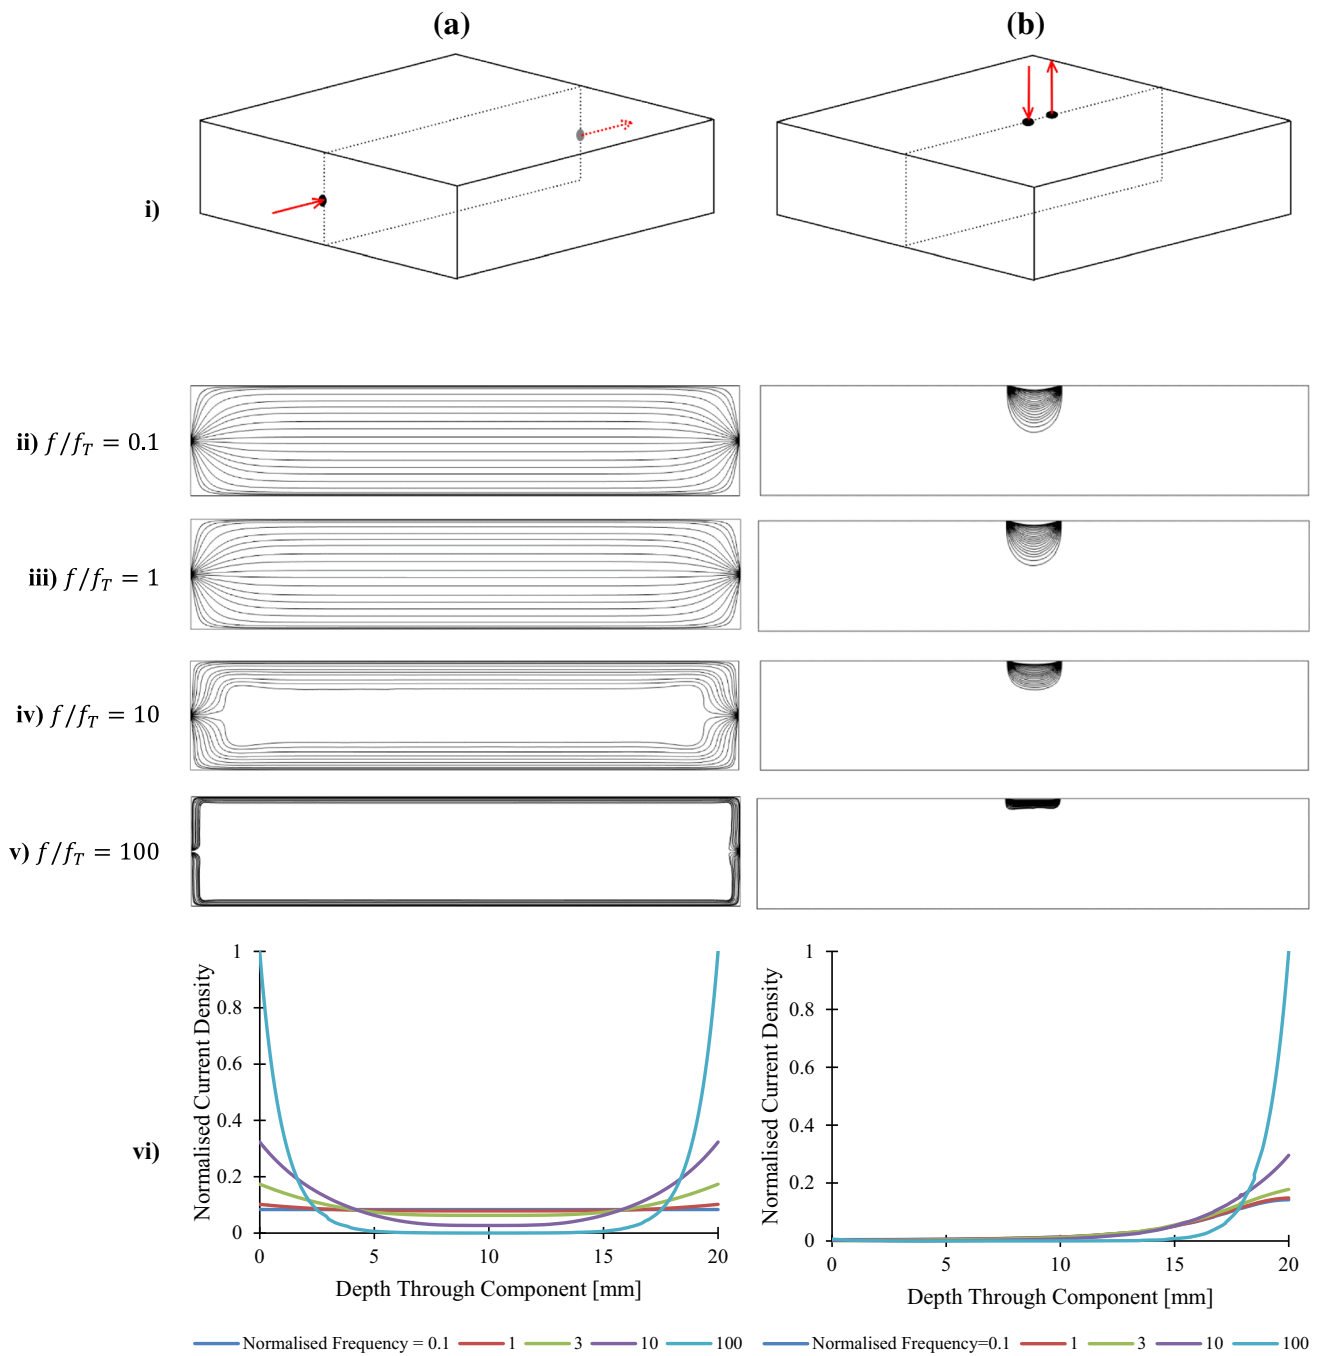 (a) (b)
i)
ii) f/f_T = 0.1
iii) f/f_T = 1
iv) f/f_T = 10
v) f/f_T = 100
vi)
Normalised Current Density
1
0.8
0.6
0.4
0.2
0
0 5 10 15 20
Depth Through Component [mm]
Normalised Frequency = 0.1 1 3 10 100
Normalised Current Density
1
0.8
0.6
0.4
0.2
0
0 5 10 15 20
Depth Through Component [mm]
Normalised Frequency=0.1 1 3 10 100